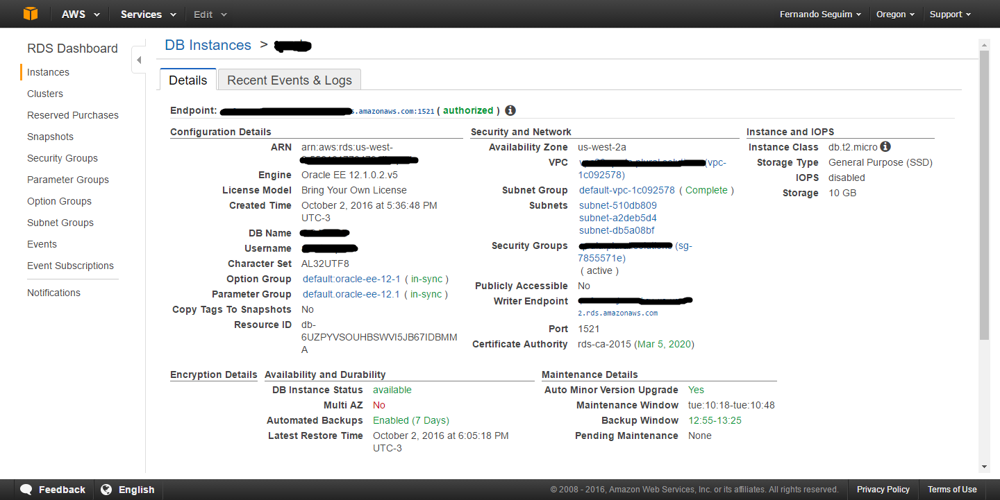 AWS Services Edit Fernando Seguim Oregon Support
RDS Dashboard
Instances
Clusters
Reserved Purchases
Snapshots
Security Groups
Parameter Groups
Option Groups
Subnet Groups
Events
Event Subscriptions
Notifications
DB Instances >
Details Recent Events & Logs
Endpoint: .amazonaws.com:1521 ( authorized )
Configuration Details
ARN arn:aws:rds:us-west-
Engine Oracle EE 12.1.0.2.v5
License Model Bring Your Own License
Created Time October 2, 2016 at 5:36:48 PM
UTC-3
DB Name
Username
Character Set AL32UTF8
Option Group default:oracle-ee-12-1 ( in-sync )
Parameter Group default.oracle-ee-12.1 ( in-sync )
Copy Tags To Snapshots No
Resource ID db-
6UZPYVSOUHBSWVI5JB67IDBMM
A
Security and Network
Availability Zone us-west-2a
VPC (vpc-
1c092578)
Subnet Group default-vpc-1c092578 ( Complete )
Subnets subnet-510db809
subnet-a2deb5d4
subnet-db5a08bf
Security Groups (sg-
7855571e)
( active )
Publicly Accessible No
Writer Endpoint
2.rds.amazonaws.com
Port 1521
Certificate Authority rds-ca-2015 (Mar 5, 2020)
Instance and IOPS
Instance Class db.t2.micro
Storage Type General Purpose (SSD)
IOPS disabled
Storage 10 GB
Encryption Details
Availability and Durability
DB Instance Status available
Multi AZ No
Automated Backups Enabled (7 Days)
Latest Restore Time October 2, 2016 at 6:05:18 PM
UTC-3
Maintenance Details
Auto Minor Version Upgrade Yes
Maintenance Window tue:10:18-tue:10:48
Backup Window 12:55-13:25
Pending Maintenance None
Feedback English © 2008 - 2016, Amazon Web Services, Inc. or its affiliates. All rights reserved. Privacy Policy Terms of Use